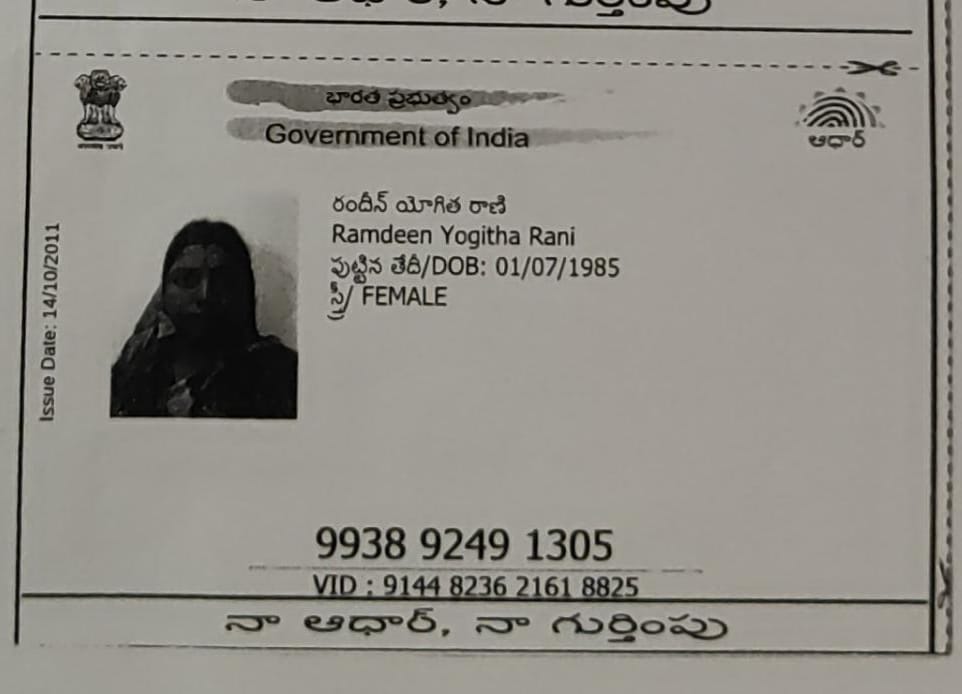 నా ఆధార్, నా గుర్తింపు
భారత ప్రభుత్వం
Government of India
ఆధార్
రందీన్ యోగిత రాణి
Ramdeen Yogitha Rani
పుట్టిన తేదీ/DOB: 01/07/1985
స్త్రీ/ FEMALE
Issue Date: 14/10/2011
9938 9249 1305
VID : 9144 8236 2161 8825
నా ఆధార్, నా గుర్తింపు